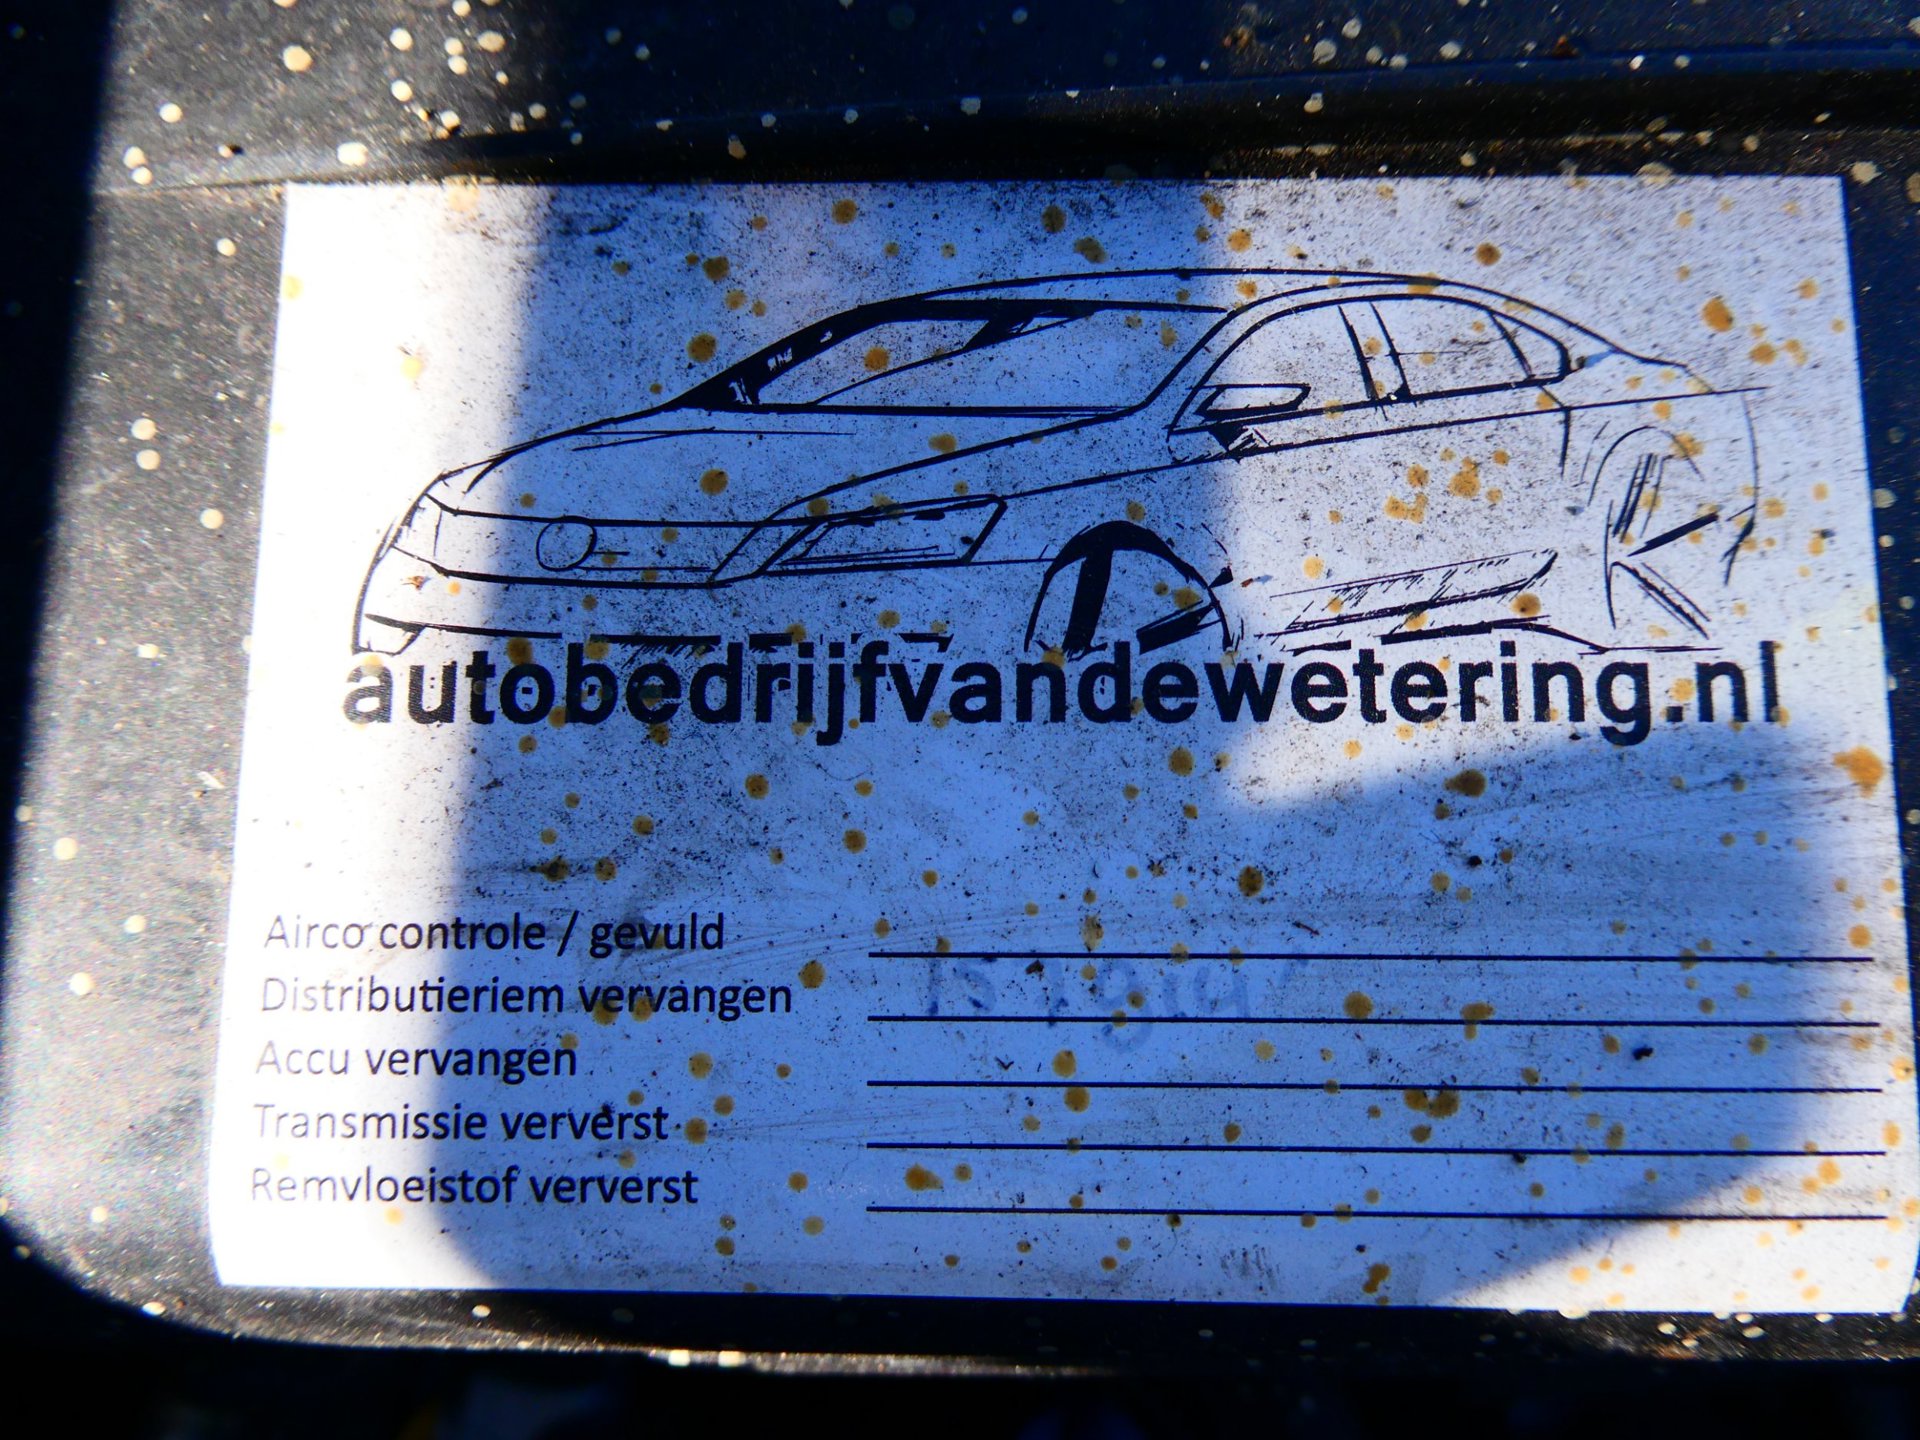 autobedrijfvandewetering.nl
Airco controle / gevuld
Distributieriem vervangen
Accu vervangen
Transmissie ververst
Remvloeistof ververst